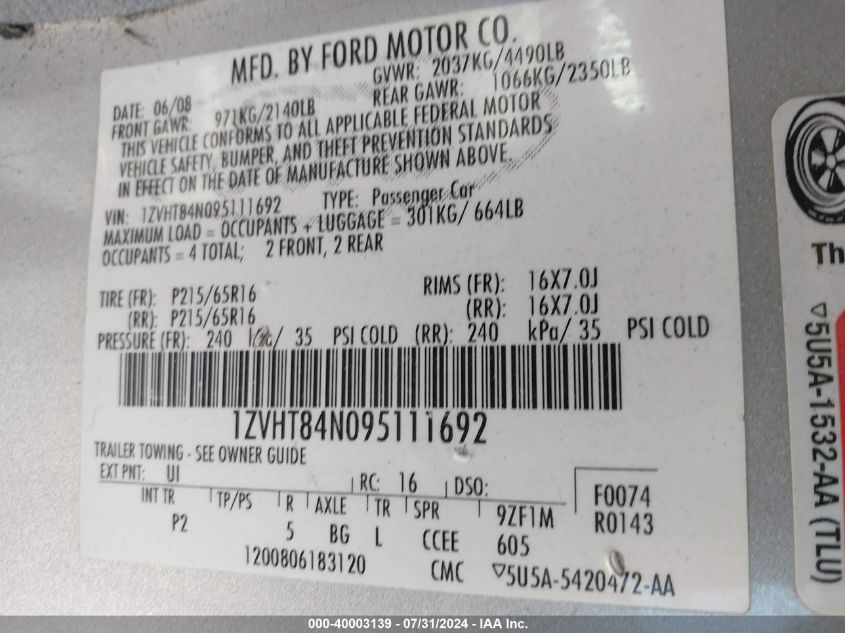 MFD. BY FORD MOTOR CO.
DATE: 06/08 GVWR: 2037KG/4490LB
FRONT GAWR: 971KG/2140LB REAR GAWR: 1066KG/2350LB
THIS VEHICLE CONFORMS TO ALL APPLICABLE FEDERAL MOTOR
VEHICLE SAFETY, BUMPER, AND THEFT PREVENTION STANDARDS
IN EFFECT ON THE DATE OF MANUFACTURE SHOWN ABOVE.
VIN: 1ZVHT84N095111692 TYPE: Passenger Car
MAXIMUM LOAD = OCCUPANTS + LUGGAGE = 301KG/ 664LB
OCCUPANTS = 4 TOTAL; 2 FRONT, 2 REAR
TIRE (FR): P215/65R16 RIMS (FR): 16X7.0J
(RR): P215/65R16 (RR): 16X7.0J
PRESSURE (FR): 240 / 35 PSI COLD (RR): 240 kPa/ 35 PSI COLD
1ZVHT84N095111692
TRAILER TOWING - SEE OWNER GUIDE
EXT PNT: UI RC: 16 DSO:
INT TR TP/PS R AXLE TR SPR 9ZF1M F0074
P2 5 BG L CCEE 605 R0143
1200806183120 CMC ▽5U5A-5420472-AA
Th
▽5U5A-1532-AA (TLU)
000-40003139 - 07/31/2024 - IAA Inc.